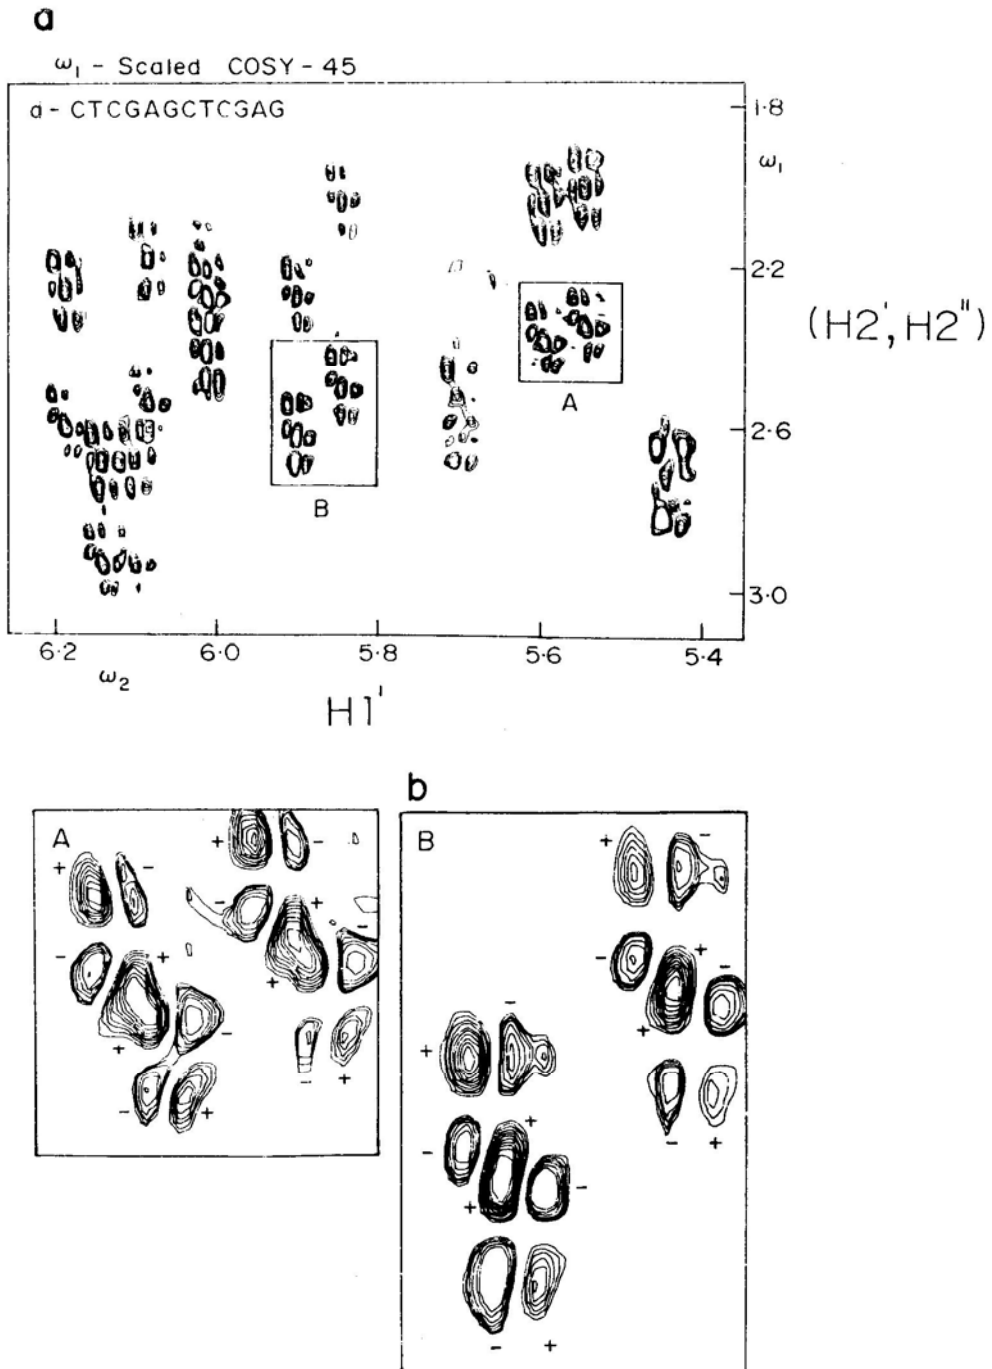 a
ω₁ - Scaled COSY - 45
d - CTCGAGCTCGAG
1·8
ω₁
2·2
(H2', H2")
A
2·6
B
3·0
6·2 6·0 5·8 5·6 5·4
ω₂
H1'
b
A
+ -
- +
+ -
- +
+ -
- +
+ -
- +
B
+ -
- + -
+
- +
+ -
- + -
+
- +